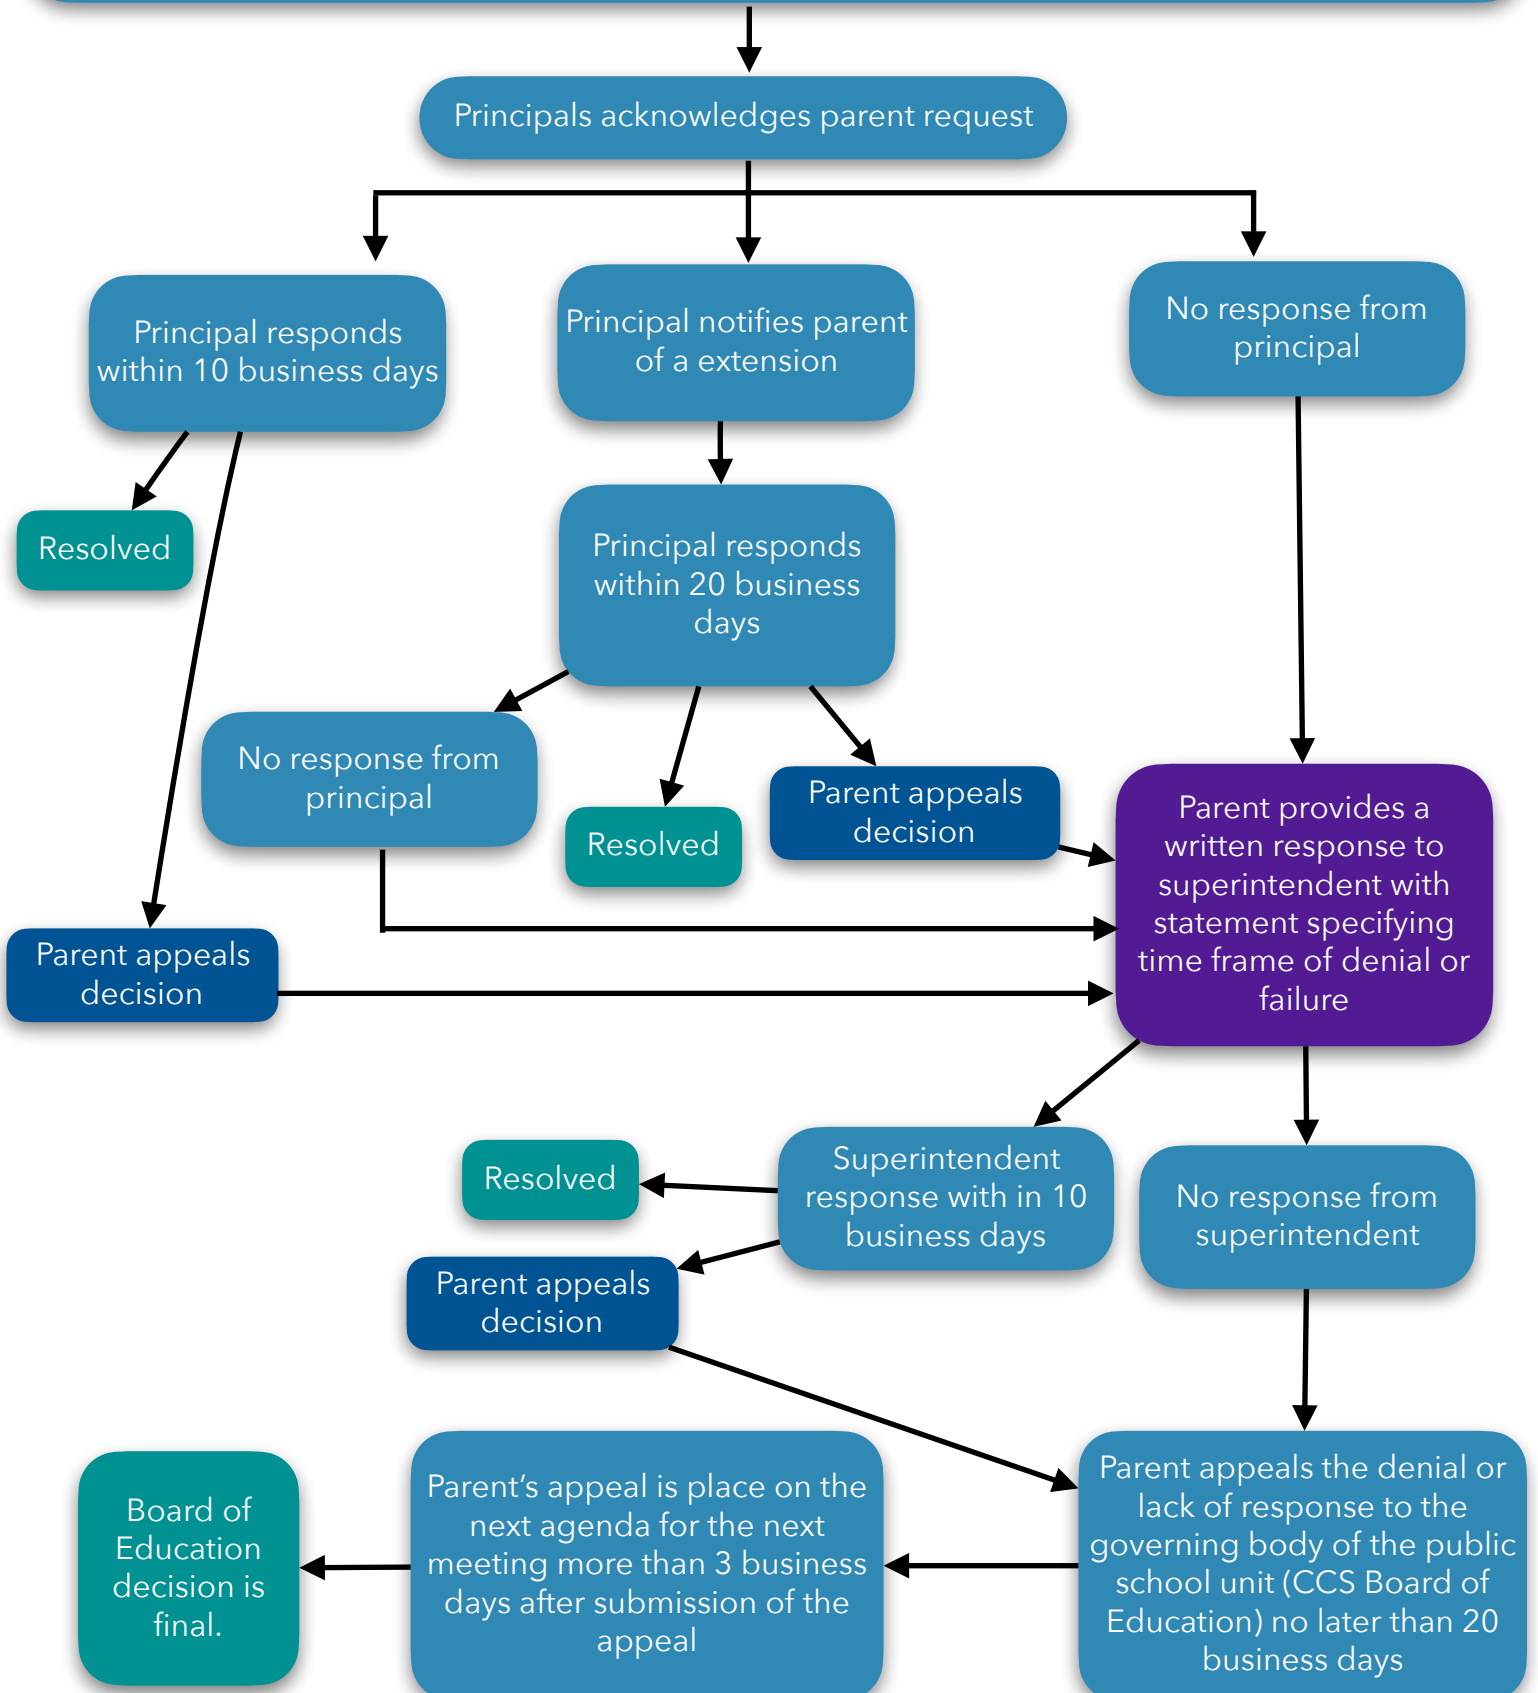 Principals acknowledges parent request
Principal responds
within 10 business days
Principal notifies parent
of a extension
No response from
principal
Resolved
Principal responds
within 20 business
days
No response from
principal
Resolved
Parent appeals
decision
Parent provides a
written response to
superintendent with
statement specifying
time frame of denial or
failure
Parent appeals
decision
Resolved
Superintendent
response with in 10
business days
No response from
superintendent
Parent appeals
decision
Board of
Education
decision is
final.
Parent’s appeal is place on the
next agenda for the next
meeting more than 3 business
days after submission of the
appeal
Parent appeals the denial or
lack of response to the
governing body of the public
school unit (CCS Board of
Education) no later than 20
business days